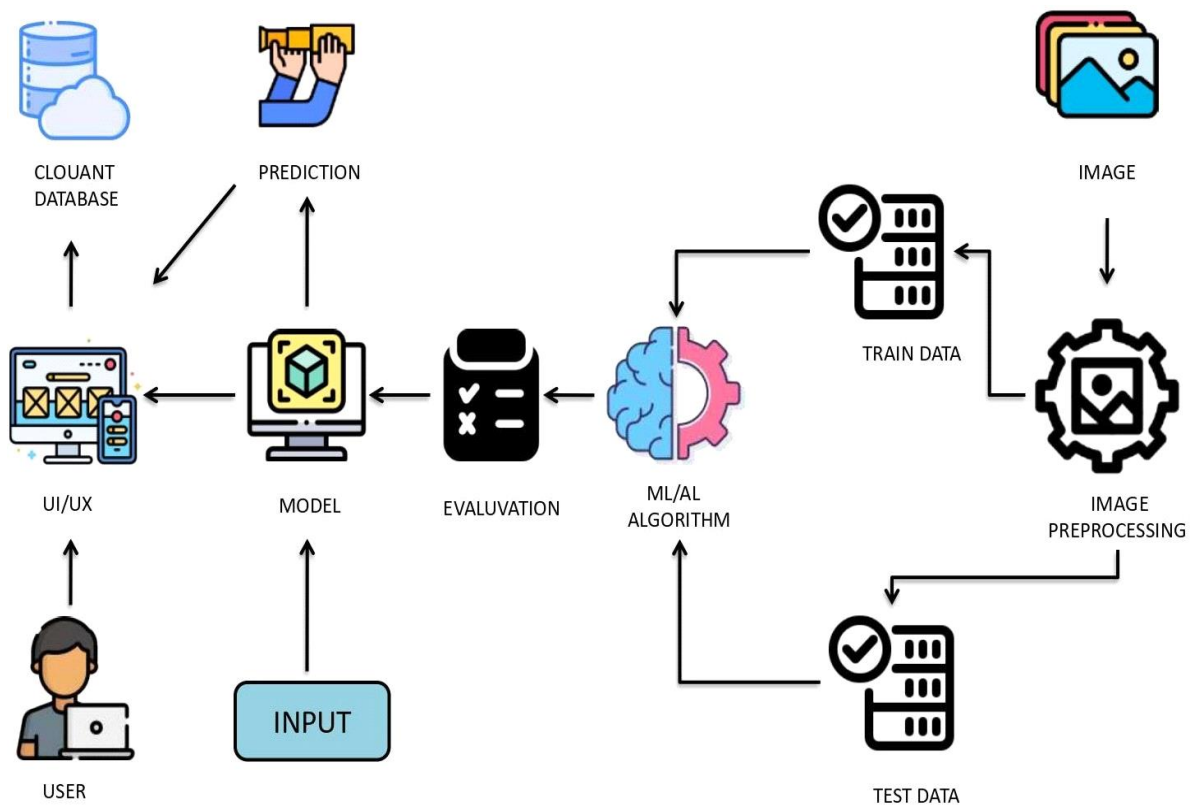 CLOUANT
DATABASE
PREDICTION
IMAGE
TRAIN DATA
UI/UX
MODEL
EVALUVATION
ML/AL
ALGORITHM
IMAGE
PREPROCESSING
INPUT
USER
TEST DATA